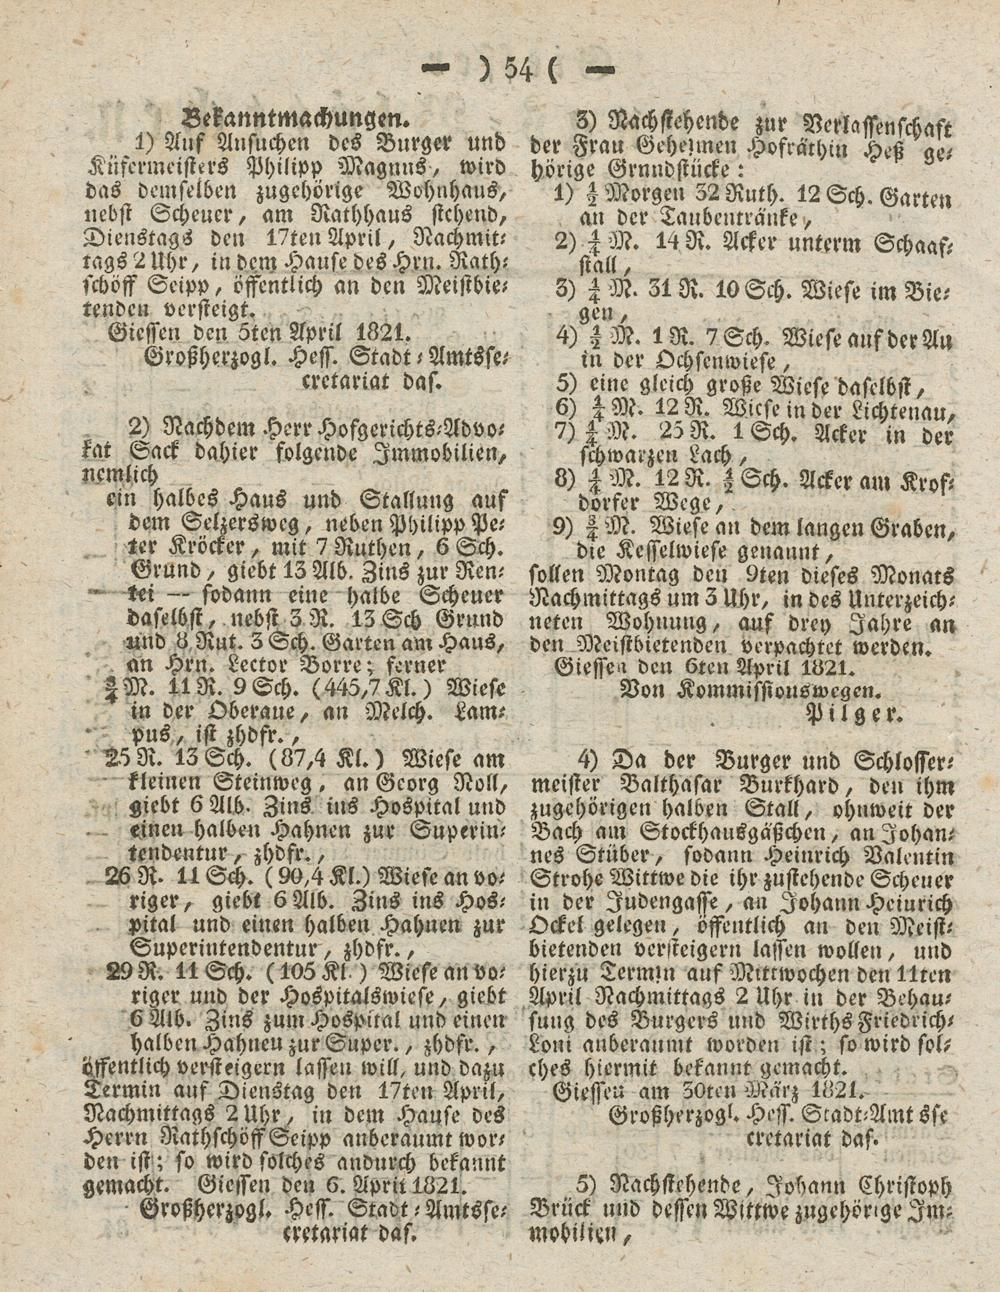 — ) 54 ( —
Bekanntmachungen.
1) Auf Ansuchen des Burger und
Küfermeisters Philipp Magnus, wird
das demselben zugehörige Wohnhaus,
nebst Scheuer, am Rathhaus stehend,
Dienstags den 17ten April, Nachmit-
tags 2 Uhr, in dem Hause des Hrn. Rath-
schöff Seipp, öffentlich an den Meistbie-
tenden versteigt.
Giessen den 5ten April 1821.
Großherzogl. Hess. Stadt-Amtsse-
cretariat das.
2) Nachdem Herr Hofgerichts-Advo-
kat Sack dahier folgende Immobilien,
nemlich
ein halbes Haus und Stallung auf
dem Selzersweg, neben Philipp Pe-
ter Kröcker, mit 7 Ruthen, 6 Sch.
Grund, giebt 13 Alb. Zins zur Ren-
tei — sodann eine halbe Scheuer
daselbst, nebst 3 R. 13 Sch Grund
und 8 Rut. 3 Sch. Garten am Haus,
an Hrn. Lector Borre; ferner
3/4 M. 11 R. 9 Sch. (445,7 Kl.) Wiese
in der Oberaue, an Melch. Lam-
pus, ist zhdfr.,
25 R. 13 Sch. (87,4 Kl.) Wiese am
kleinen Steinweg, an Georg Noll,
giebt 6 Alb. Zins ins Hospital und
einen halben Hahnen zur Superin-
tendentur, zhdfr.,
26 R. 11 Sch. (90,4 Kl.) Wiese an vo-
riger, giebt 6 Alb. Zins ins Hos-
pital und einen halben Hahnen zur
Superintendentur, zhdfr.,
29 R. 11 Sch. (105 Kl.) Wiese an vo-
riger und der Hospitalswiese, giebt
6 Alb. Zins zum Hospital und einen
halben Hahnen zur Super., zhdfr.,
öffentlich versteigern lassen will, und dazu
Termin auf Dienstag den 17ten April,
Nachmittags 2 Uhr, in dem Hause des
Herrn Rathschöff Seipp anberaumt wor-
den ist; so wird solches andurch bekannt
gemacht. Giessen den 6. April 1821.
Großherzogl. Hess. Stadt-Amtsse-
cretariat das.
3) Nachstehende zur Verlassenschaft
der Frau Geheimen Hofräthin Heß ge-
hörige Grundstücke:
1) 1/2 Morgen 32 Ruth. 12 Sch. Garten
an der Taubentränke,
2) 1/4 M. 14 R. Acker unterm Schaaf-
stall,
3) 1/4 M. 31 R. 10 Sch. Wiese im Bie-
gen,
4) 1/2 M. 1 R. 7 Sch. Wiese auf der Au
in der Ochsenwiese,
5) eine gleich große Wiese daselbst,
6) 1/4 M. 12 R. Wiese in der Lichtenau,
7) 1/4 M. 25 R. 1 Sch. Acker in der
schwarzen Lach,
8) 1/4 M. 12 R. 1/2 Sch. Acker am Krof-
dorfer Wege,
9) 3/4 M. Wiese an dem langen Graben,
die Kesselwiese genannt,
sollen Montag den 9ten dieses Monats
Nachmittags um 3 Uhr, in des Unterzeich-
neten Wohnung, auf drey Jahre an
den Meistbietenden verpachtet werden.
Giessen den 6ten April 1821.
Von Kommissionswegen.
Pilger.
4) Da der Burger und Schlosser-
meister Balthasar Burkhard, den ihm
zugehörigen halben Stall, ohnweit der
Bach am Stockhausgäßchen, an Johan-
nes Stüber, sodann Heinrich Valentin
Strohe Wittwe die ihr zustehende Scheuer
in der Judengasse, an Johann Heinrich
Ockel gelegen, öffentlich an den Meist-
bietenden versteigern lassen wollen, und
hierzu Termin auf Mittwochen den 11ten
April Nachmittags 2 Uhr in der Behau-
sung des Burgers und Wirths Friedrich-
Loni anberaumt worden ist; so wird sol-
ches hiermit bekannt gemacht.
Giessen am 30ten März 1821.
Großherzogl. Hess. Stadt-Amtsse
cretariat das.
5) Nachstehende, Johann Christoph
Brück und dessen Wittwe zugehörige Im-
mobilien,